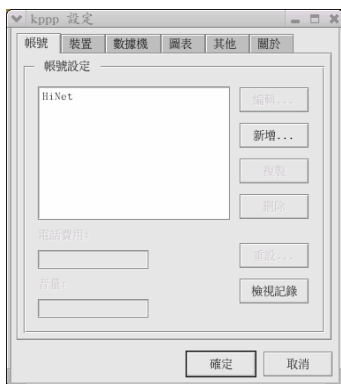 kppp 設定
帳號 裝置 數據機 圖表 其他 關於
帳號設定
HiNet
編輯...
新增...
複製
刪除
電話費用:
重設...
音量:
檢視記錄
確定 取消